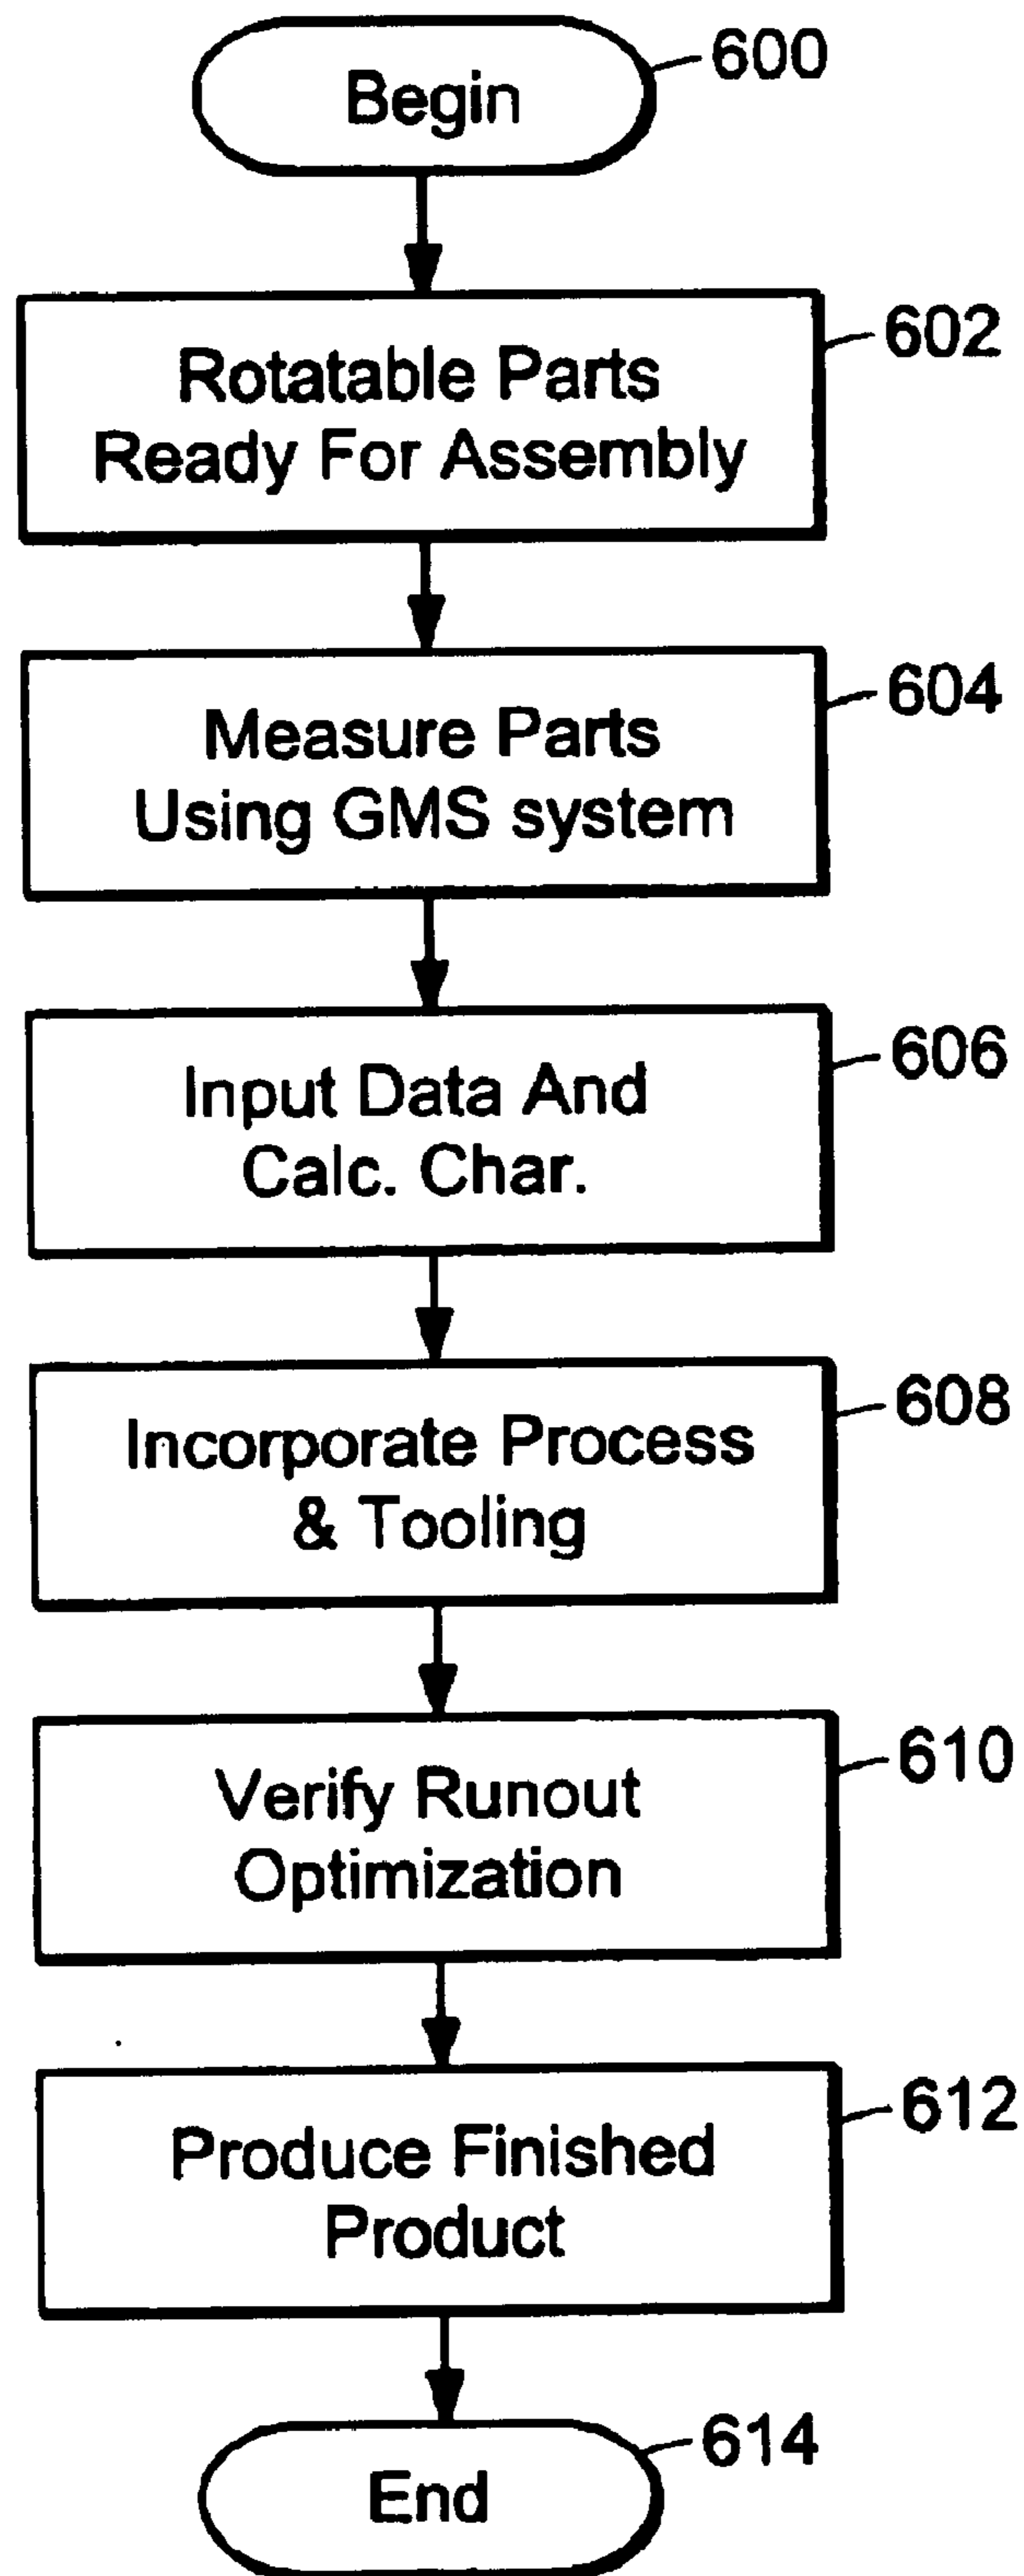 Begin
600
Rotatable Parts
Ready For Assembly
602
Measure Parts
Using GMS system
604
Input Data And
Calc. Char.
606
Incorporate Process
& Tooling
608
Verify Runout
Optimization
610
Produce Finished
Product
612
End
614